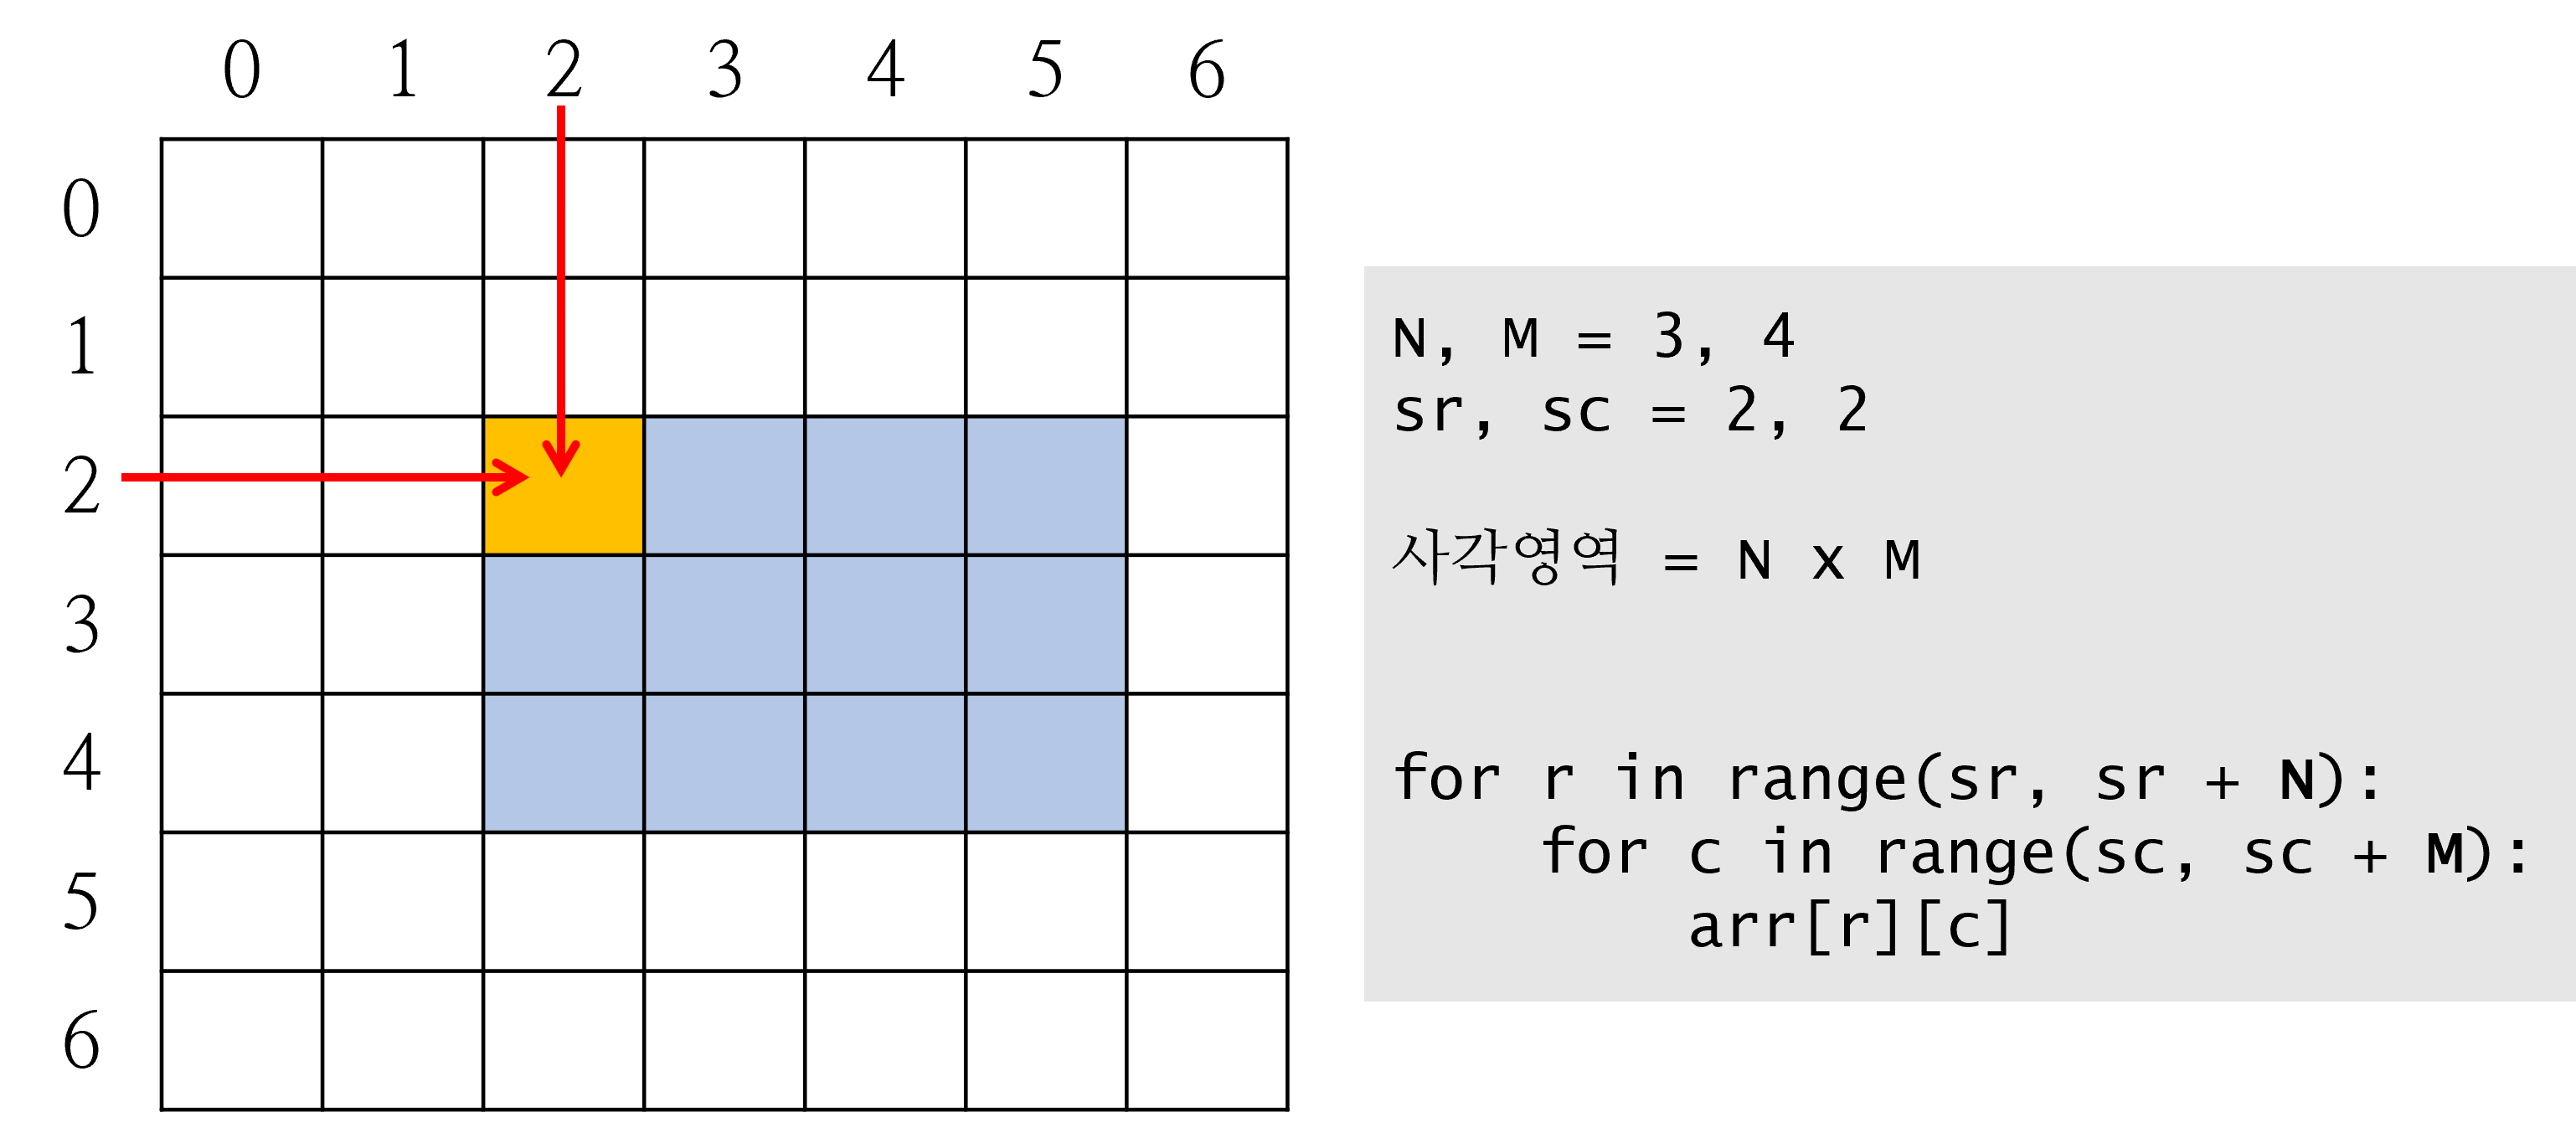 0 1 2 3 4 5 6
0
1
2
3
4
5
6
N, M = 3, 4
sr, sc = 2, 2
사각영역 = N x M
for r in range(sr, sr + N):
    for c in range(sc, sc + M):
        arr[r][c]